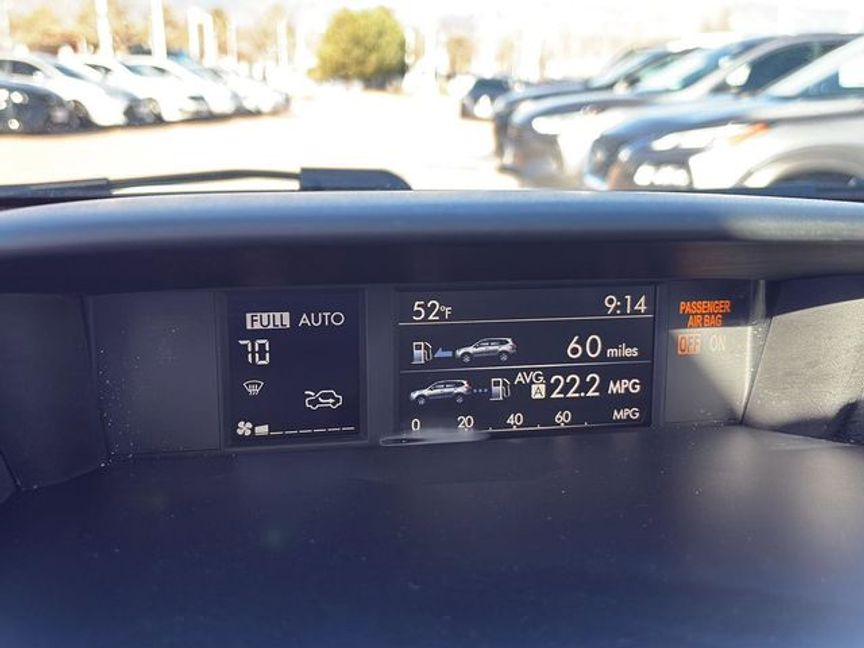 FULL AUTO
70
52°F 9:14
60 miles
AVG. A 22.2 MPG
0 20 40 60 MPG
PASSENGER
AIR BAG
OFF ON